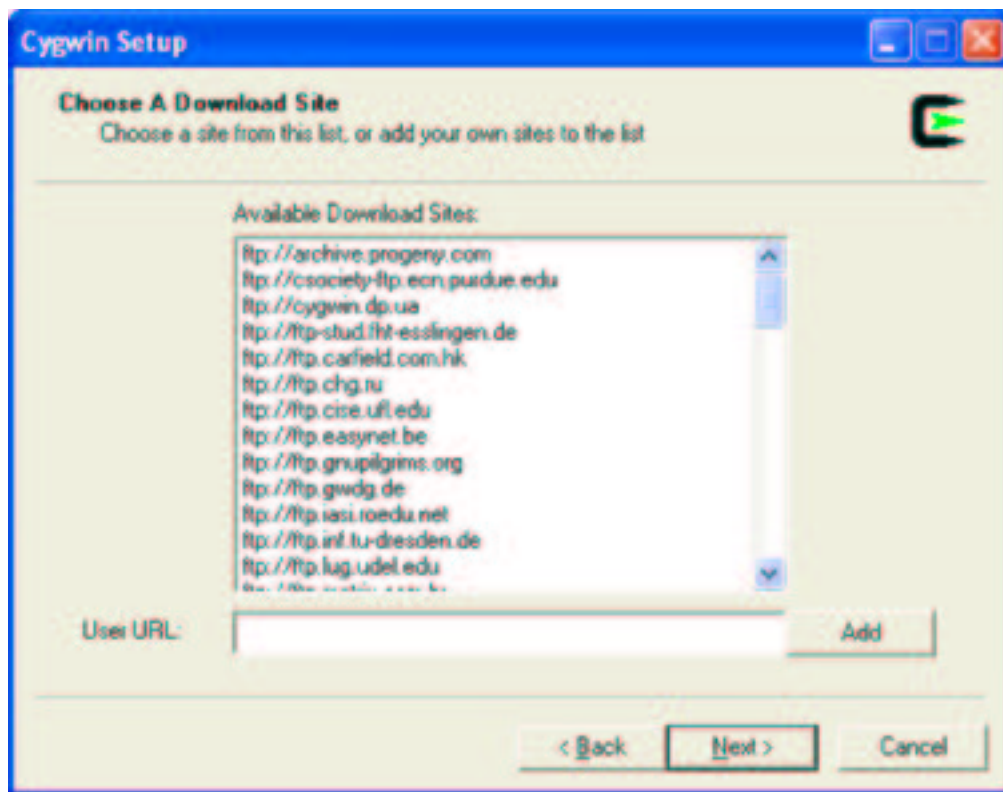 Cygwin Setup
Choose A Download Site
Choose a site from this list, or add your own sites to the list
Available Download Sites:
ftp://archive.progeny.com
ftp://csociety-ftp.ecn.purdue.edu
ftp://cygwin.dp.ua
ftp://ftp-stud.fht-esslingen.de
ftp://ftp.carfield.com.hk
ftp://ftp.chg.ru
ftp://ftp.cise.ufl.edu
ftp://ftp.easynet.be
ftp://ftp.gnupilgrims.org
ftp://ftp.gwdg.de
ftp://ftp.iasi.roedu.net
ftp://ftp.inf.tu-dresden.de
ftp://ftp.lug.udel.edu
User URL:
Add
< Back
Next >
Cancel